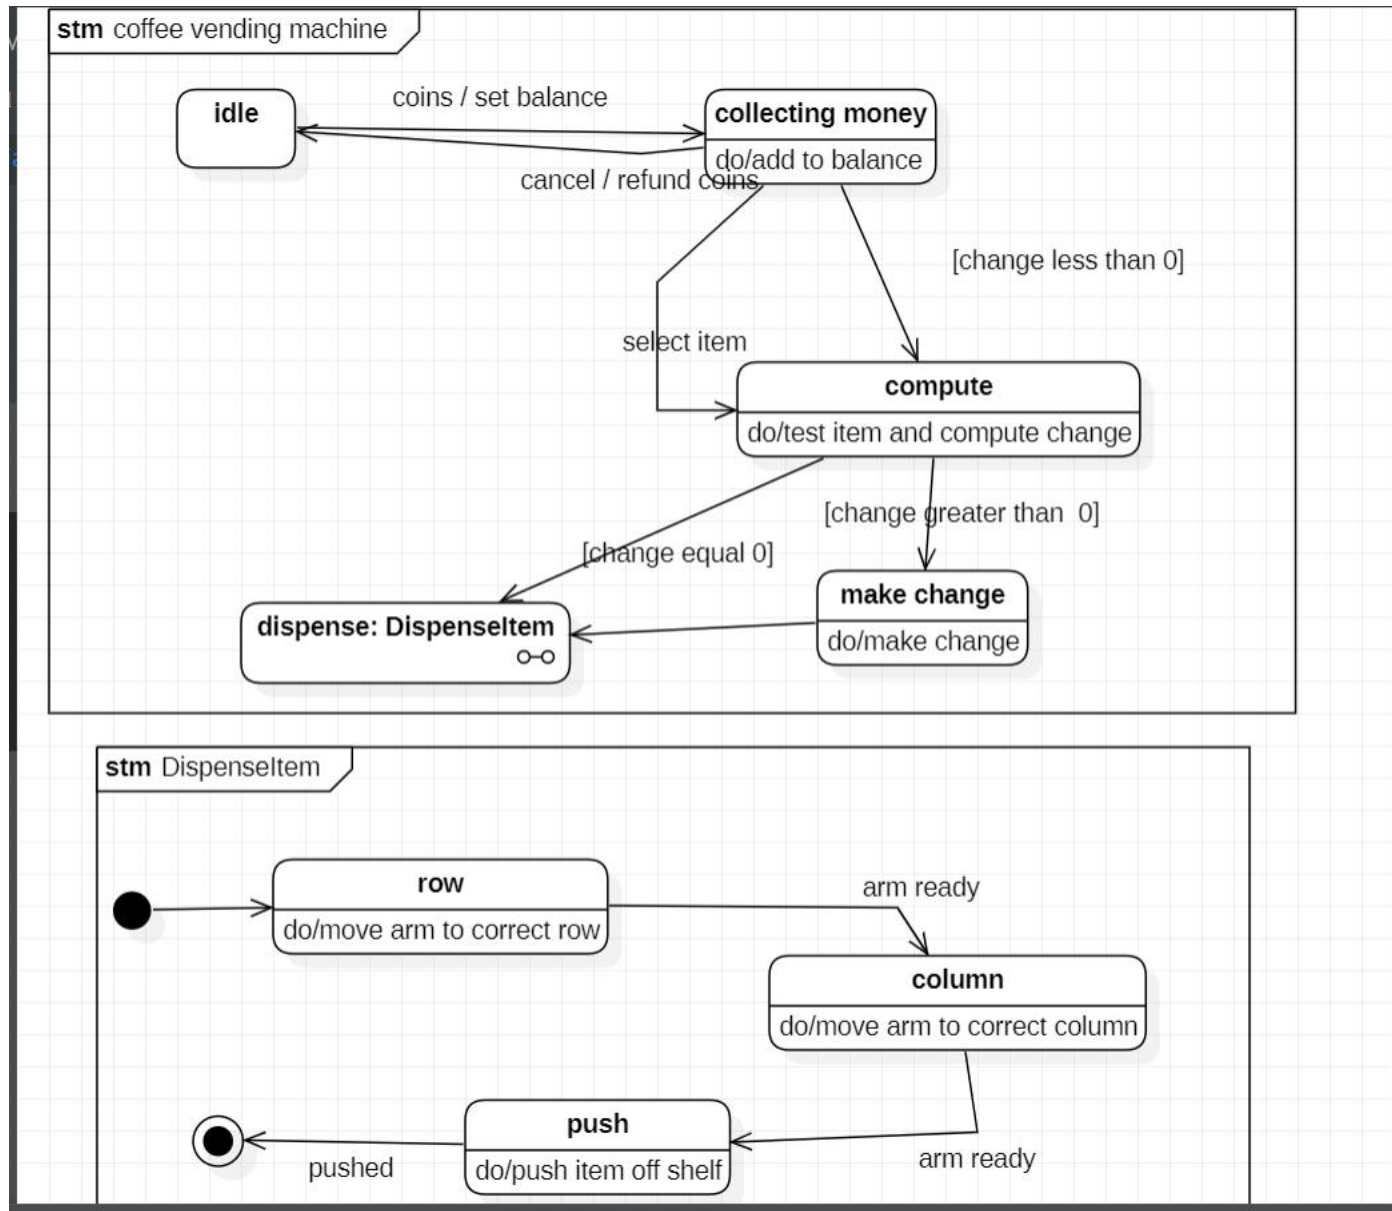 stm coffee vending machine
idle
coins / set balance
collecting money
do/add to balance
cancel / refund coins
[change less than 0]
select item
compute
do/test item and compute change
[change greater than  0]
[change equal 0]
make change
do/make change
dispense: DispenseItem
stm DispenseItem
row
do/move arm to correct row
arm ready
column
do/move arm to correct column
push
do/push item off shelf
pushed
arm ready